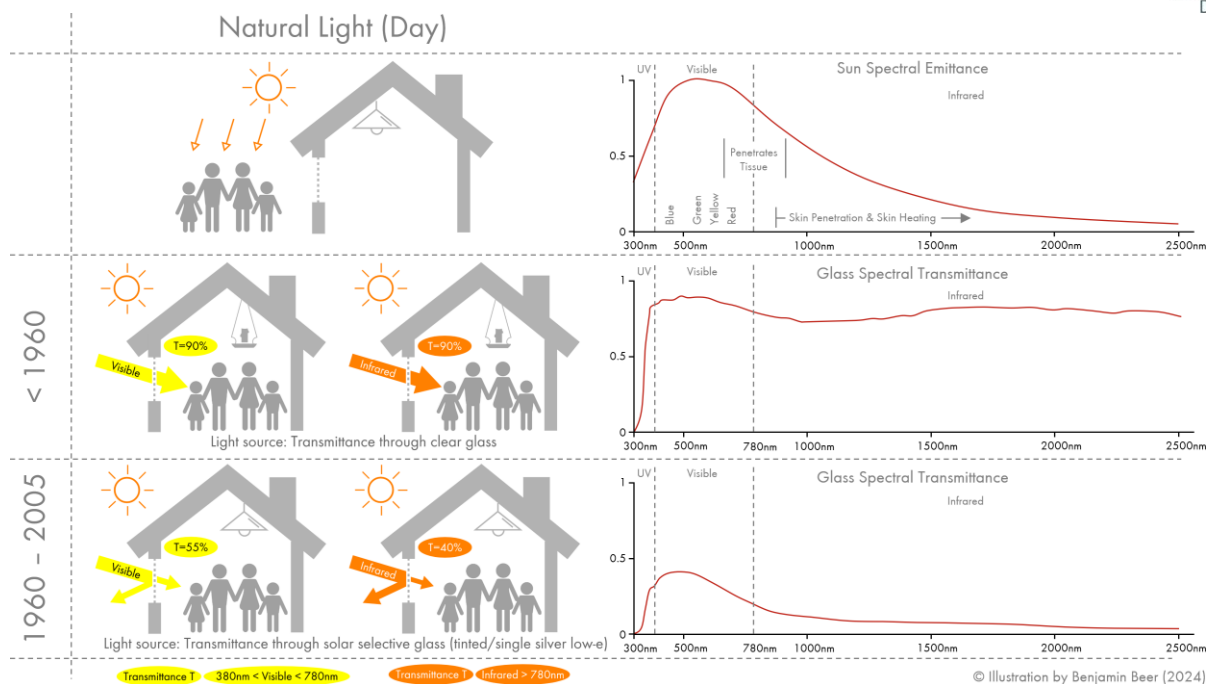 Natural Light (Day)
UV
Visible
Sun Spectral Emittance
Infrared
1
0.5
0
Penetrates
Tissue
Blue
Green
Yellow
Red
Skin Penetration & Skin Heating
300nm
500nm
780nm
1000nm
1500nm
2000nm
2500nm
< 1960
T=90%
Visible
T=90%
Infrared
Light source: Transmittance through clear glass
UV
Visible
Glass Spectral Transmittance
Infrared
1
0.5
0
300nm
500nm
780nm
1000nm
1500nm
2000nm
2500nm
1960 – 2005
T=55%
Visible
T=40%
Infrared
Light source: Transmittance through solar selective glass (tinted/single silver low-e)
UV
Visible
Glass Spectral Transmittance
Infrared
1
0.5
0
300nm
500nm
780nm
1000nm
1500nm
2000nm
2500nm
Transmittance T
380nm < Visible < 780nm
Transmittance T
Infrared > 780nm
© Illustration by Benjamin Beer (2024)